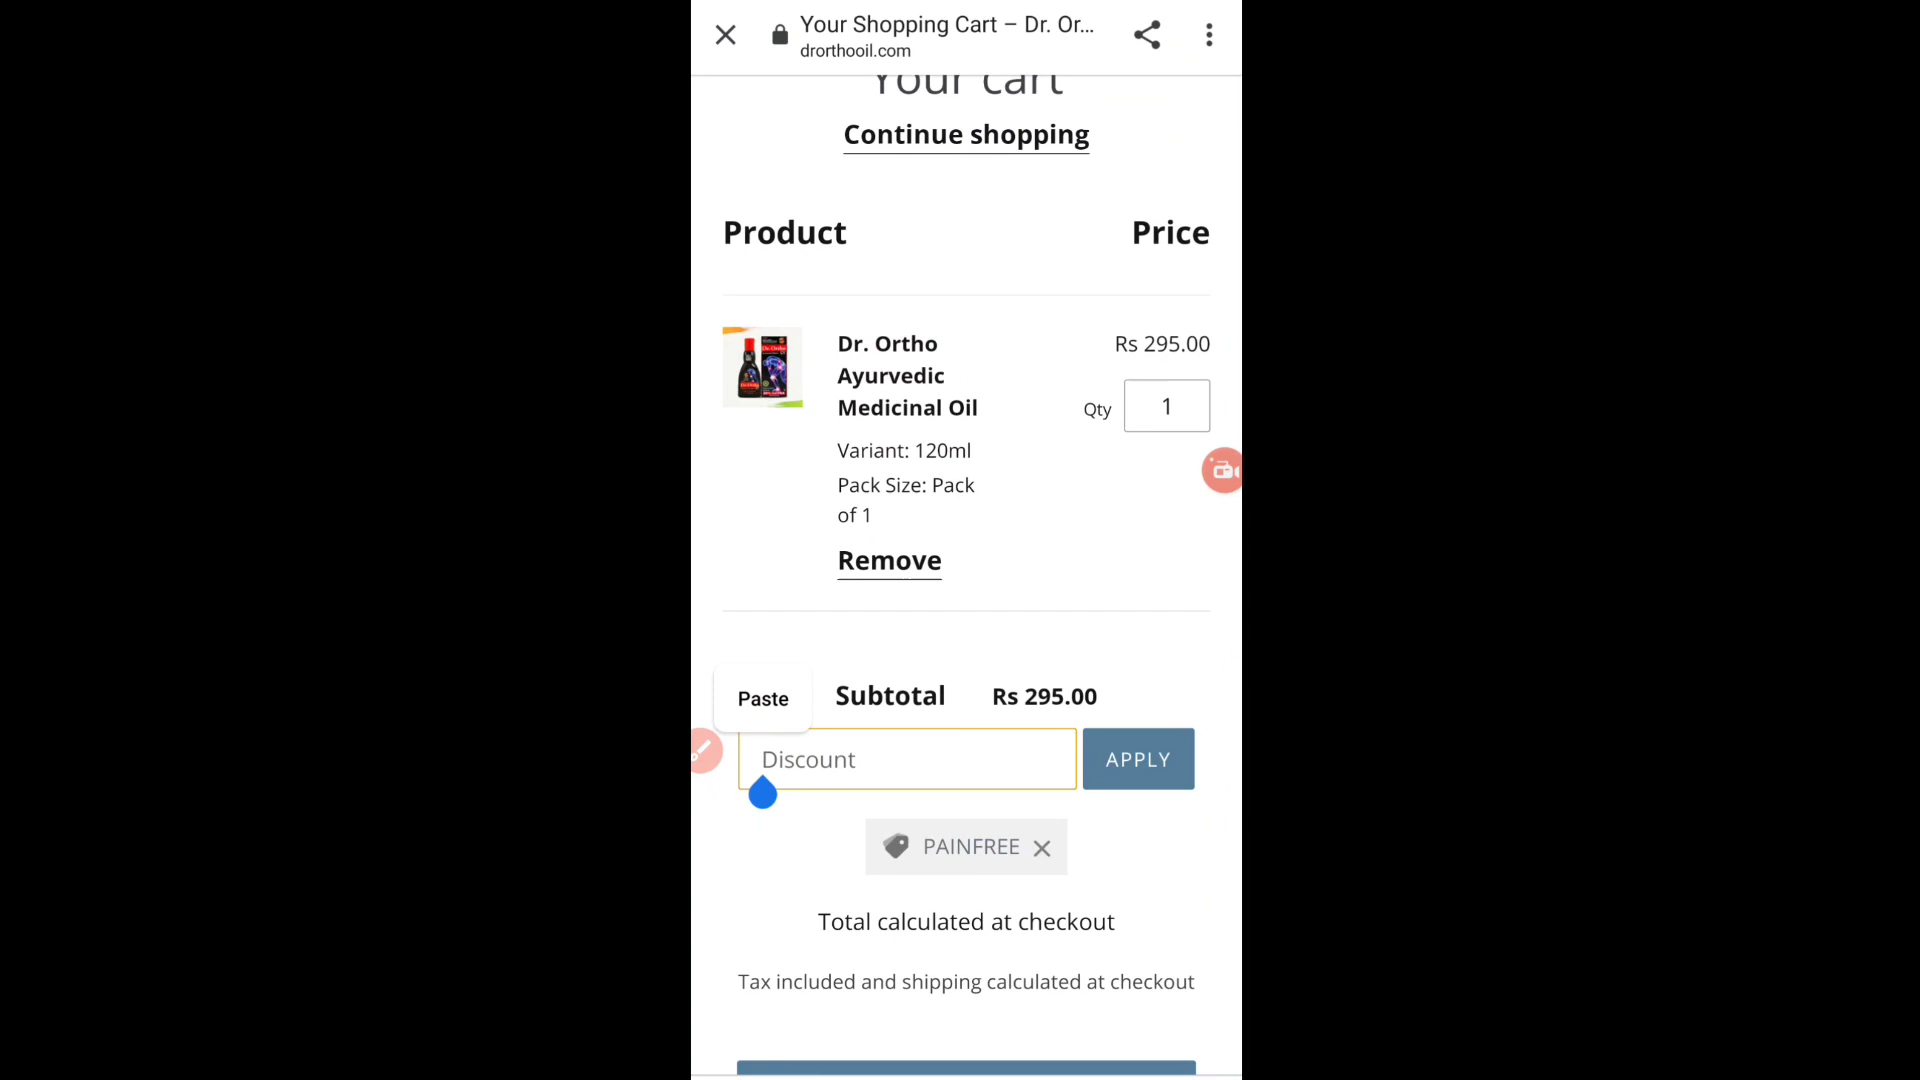 Your Shopping Cart – Dr. Or...
drorthooil.com
Your cart
Continue shopping
Product Price
Dr. Ortho Rs 295.00
Ayurvedic
Medicinal Oil
Qty 1
Variant: 120ml
Pack Size: Pack
of 1
Remove
Paste Subtotal Rs 295.00
Discount APPLY
PAINFREE
Total calculated at checkout
Tax included and shipping calculated at checkout